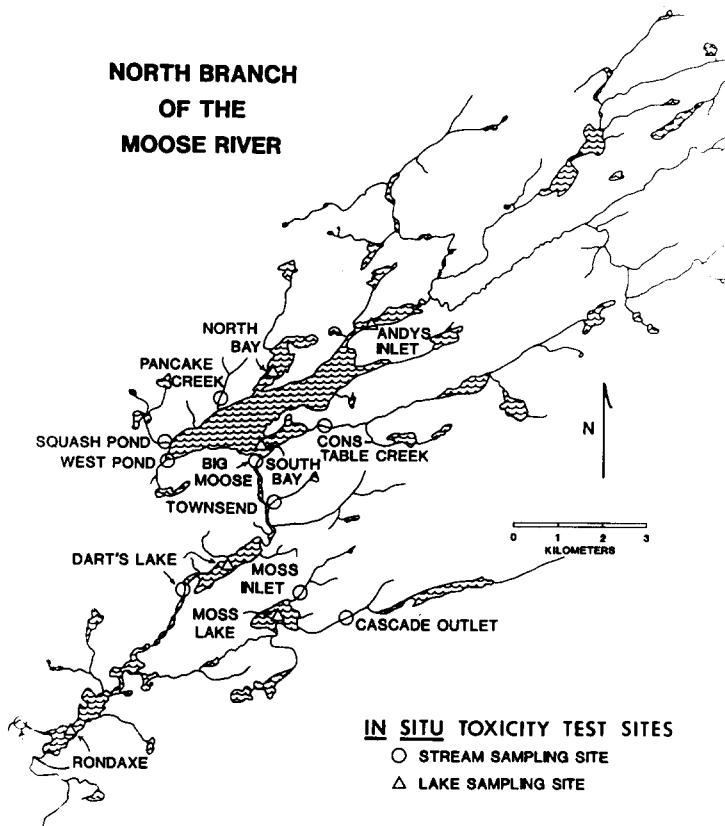 NORTH BRANCH
OF THE
MOOSE RIVER
NORTH
BAY
ANDYS
INLET
PANCAKE
CREEK
SQUASH POND
WEST POND
BIG
MOOSE
SOUTH
BAY
CONS-
TABLE CREEK
N
TOWNSEND
0 1 2 3
KILOMETERS
DART'S LAKE
MOSS
INLET
MOSS
LAKE
CASCADE OUTLET
RONDAXE
IN SITU TOXICITY TEST SITES
STREAM SAMPLING SITE
LAKE SAMPLING SITE